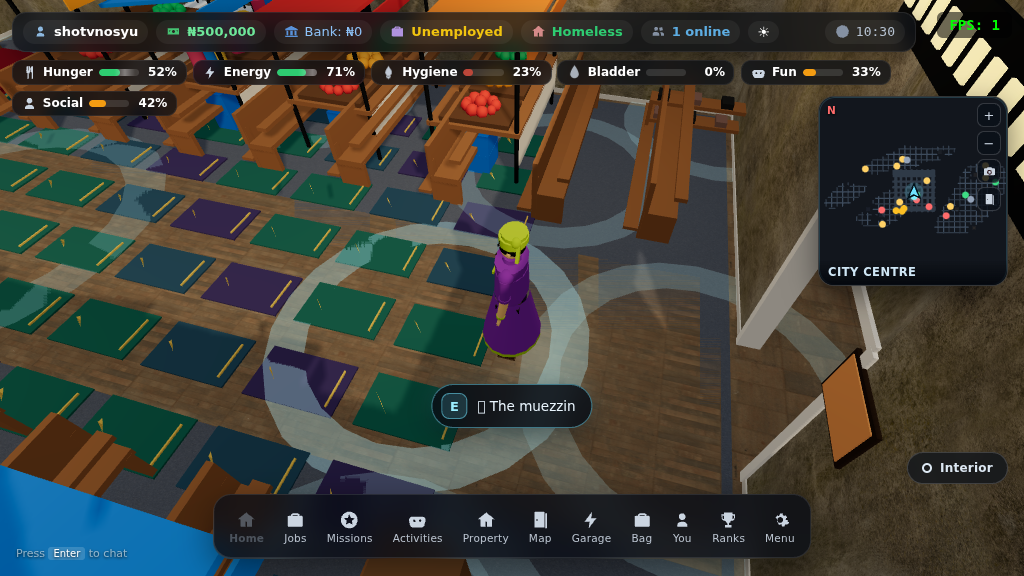 shotvnosyu
₦500,000
Bank: ₦0
Unemployed
Homeless
1 online
10:30
FPS: 1
Hunger 52%
Energy 71%
Hygiene 23%
Bladder 0%
Fun 33%
Social 42%
N
+
−
CITY CENTRE
E The muezzin
Interior
Home
Jobs
Missions
Activities
Property
Map
Garage
Bag
You
Ranks
Menu
Press Enter to chat